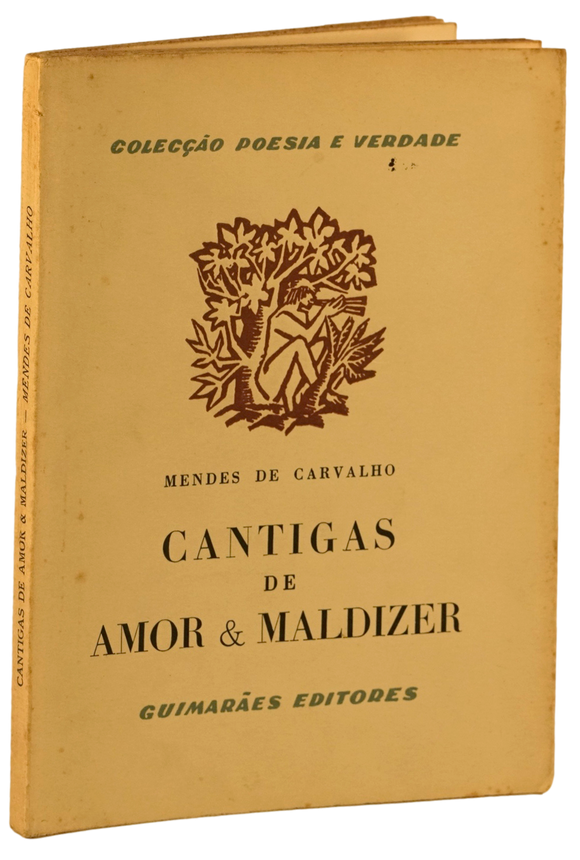 COLECÇÃO POESIA E VERDADE
MENDES DE CARVALHO
CANTIGAS
DE
AMOR & MALDIZER
GUIMARÃES EDITORES
CANTIGAS DE AMOR & MALDIZER — MENDES DE CARVALHO